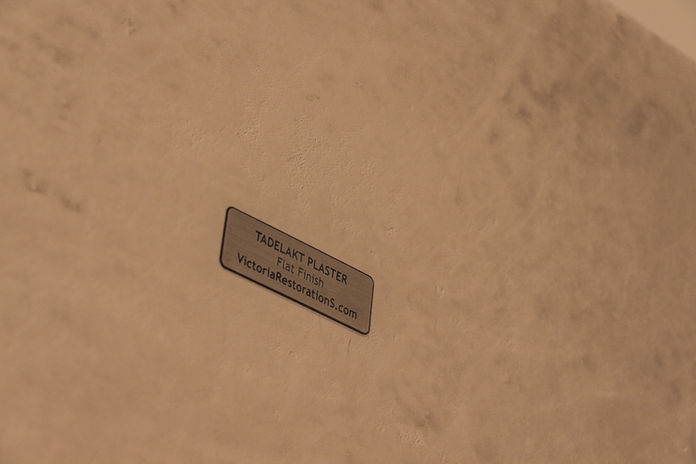 TADELAKT PLASTER
Flat Finish
VictoriaRestorationS.com